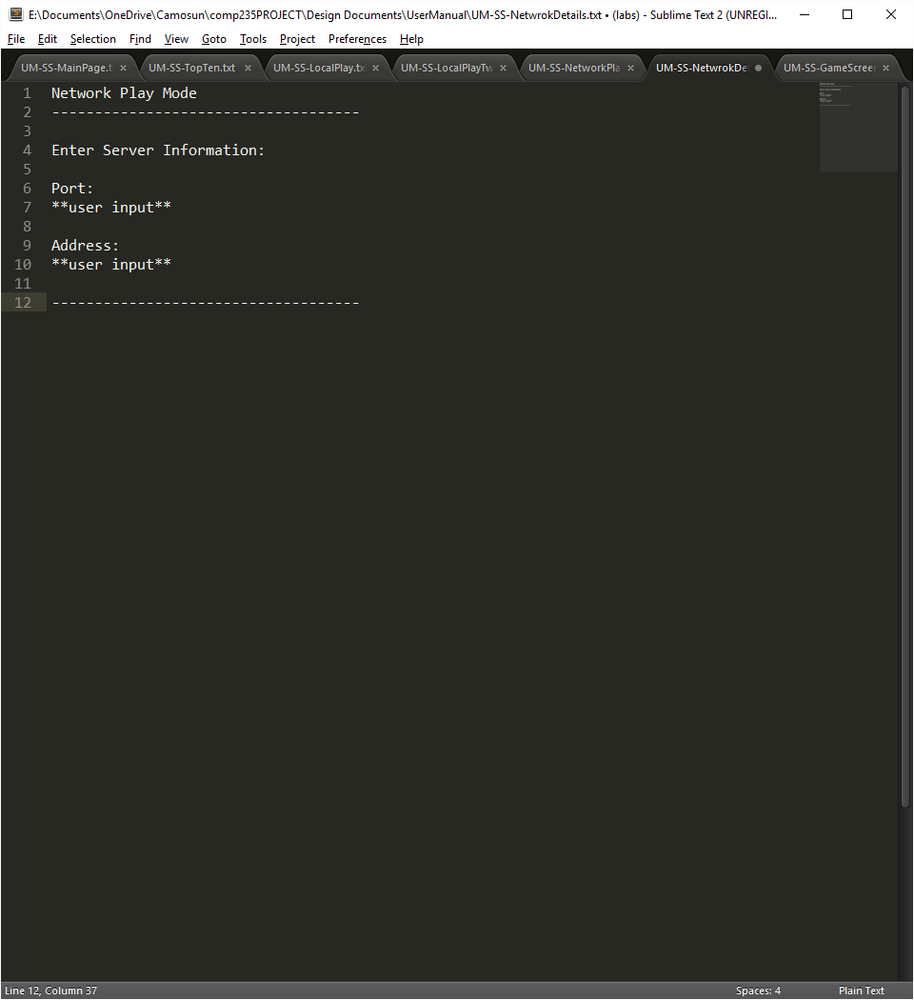 E:\Documents\OneDrive\Camosun\comp235PROJECT\Design Documents\UserManual\UM-SS-NetwrokDetails.txt • (labs) - Sublime Text 2 (UNREGI...
File Edit Selection Find View Goto Tools Project Preferences Help
UM-SS-MainPage.t UM-SS-TopTen.txt UM-SS-LocalPlay.tx UM-SS-LocalPlayTw UM-SS-NetworkPla UM-SS-NetwrokDe UM-SS-GameScreen
1 Network Play Mode
2 ------------------------------------
3
4 Enter Server Information:
5
6 Port:
7 **user input**
8
9 Address:
10 **user input**
11
12 ------------------------------------
Line 12, Column 37 Spaces: 4 Plain Text